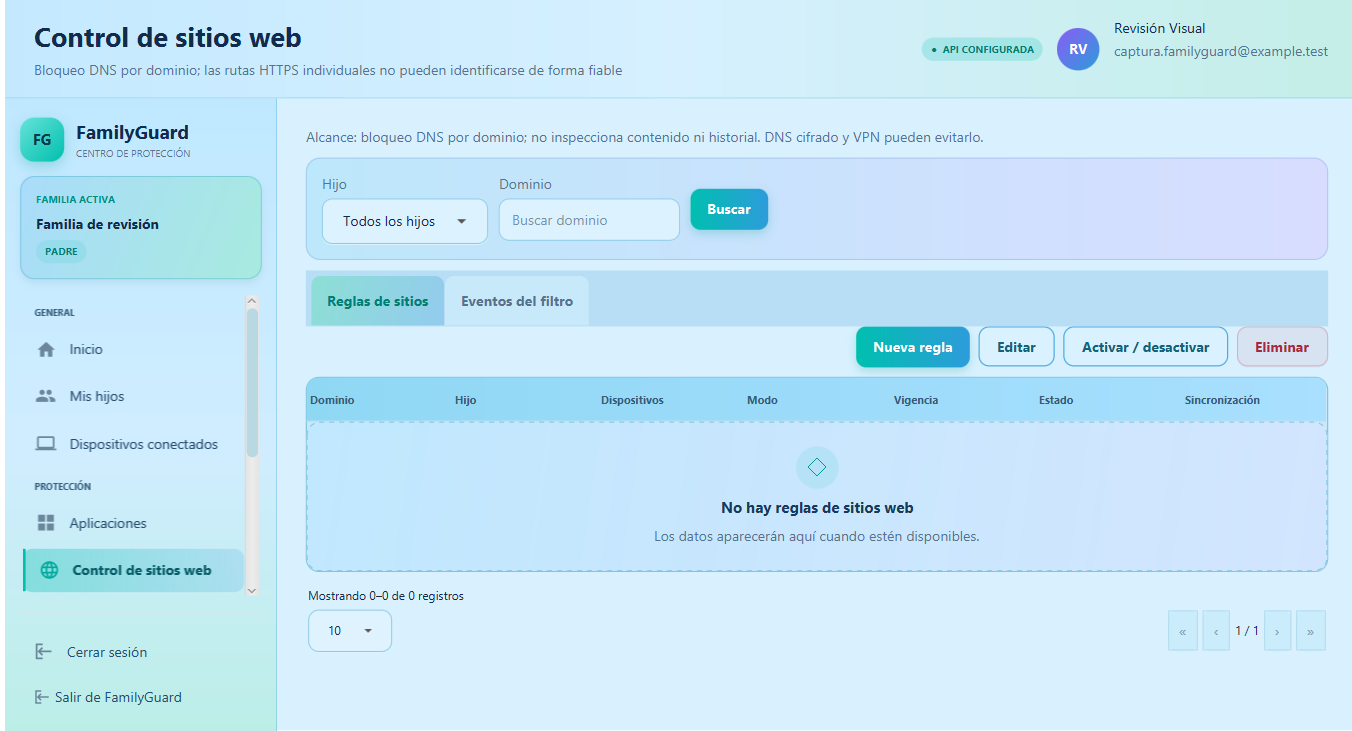 Control de sitios web
Bloqueo DNS por dominio; las rutas HTTPS individuales no pueden identificarse de forma fiable
• API CONFIGURADA
RV
Revisión Visual
captura.familyguard@example.test
FG
FamilyGuard
CENTRO DE PROTECCIÓN
FAMILIA ACTIVA
Familia de revisión
PADRE
GENERAL
Inicio
Mis hijos
Dispositivos conectados
PROTECCIÓN
Aplicaciones
Control de sitios web
Cerrar sesión
Salir de FamilyGuard
Alcance: bloqueo DNS por dominio; no inspecciona contenido ni historial. DNS cifrado y VPN pueden evitarlo.
Hijo
Dominio
Todos los hijos
Buscar dominio
Buscar
Reglas de sitios
Eventos del filtro
Nueva regla
Editar
Activar / desactivar
Eliminar
Dominio Hijo Dispositivos Modo Vigencia Estado Sincronización
No hay reglas de sitios web
Los datos aparecerán aquí cuando estén disponibles.
Mostrando 0–0 de 0 registros
10
« ‹ 1 / 1 › »